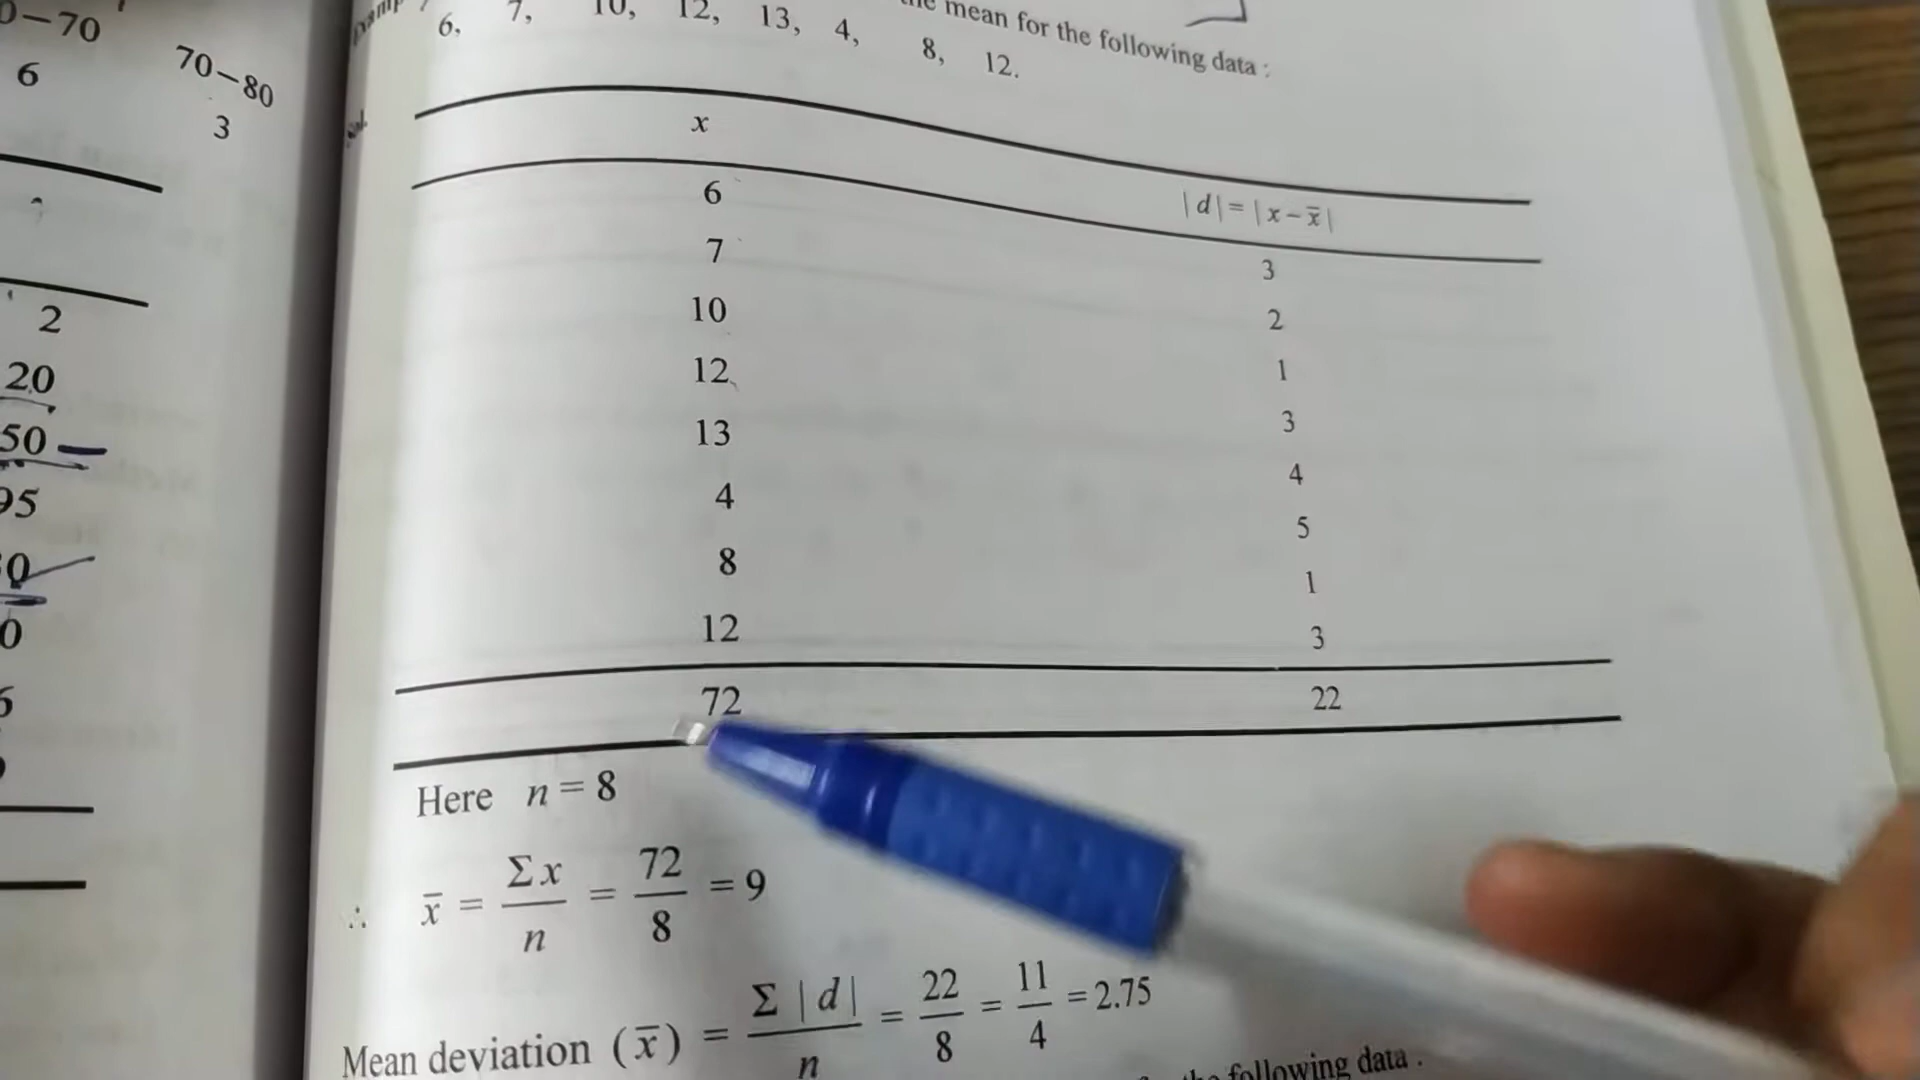 0–70
6
70–80
3
2
20
50
95
0
0
mean for the following data :
6, 7, 10, 12, 13, 4, 8, 12.
sol.
x |d| = |x – x̄|
6 3
7 2
10 1
12 3
13 4
4 5
8 1
12 3
72 22
Here n = 8
∴ x̄ = Σx / n = 72 / 8 = 9
Mean deviation (x̄) = Σ |d| / n = 22 / 8 = 11 / 4 = 2.75
following data .